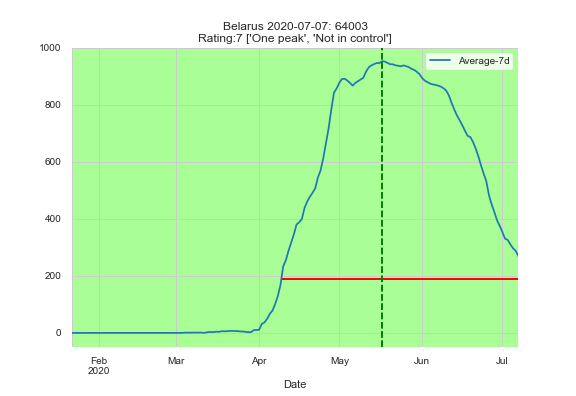 Belarus 2020-07-07: 64003
Rating:7 ['One peak', 'Not in control']
Average-7d
1000
800
600
400
200
0
Feb
2020
Mar
Apr
May
Jun
Jul
Date